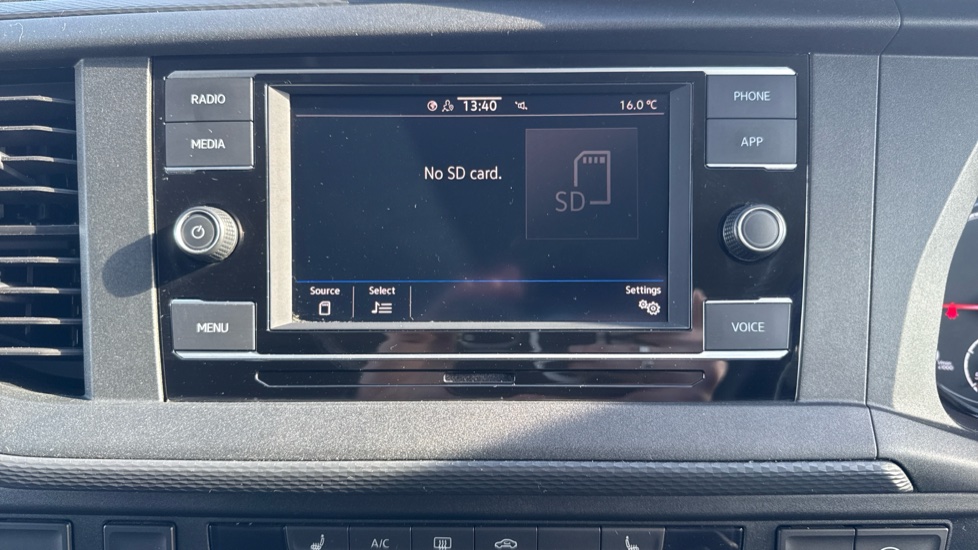 RADIO
MEDIA
MENU
13:40
16.0 °C
No SD card.
SD
Source
Select
Settings
PHONE
APP
VOICE
A/C